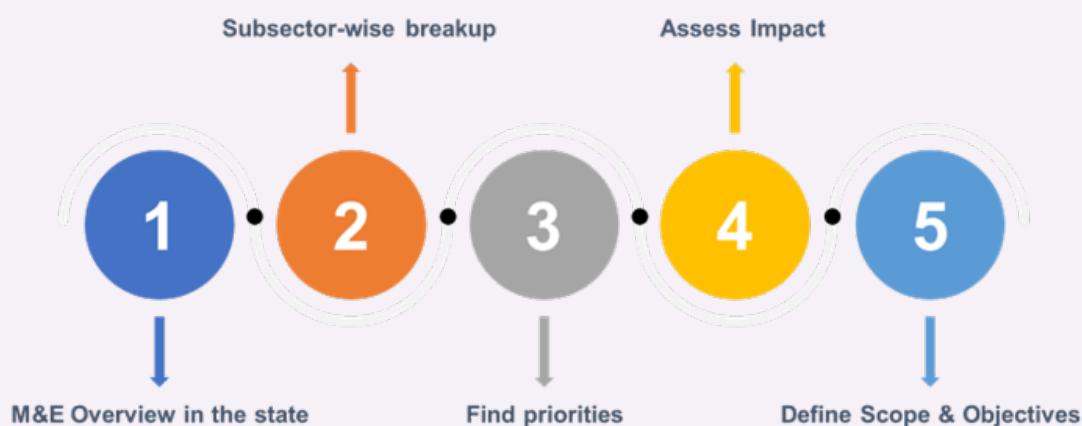 Subsector-wise breakup
Assess Impact
1
2
3
4
5
M&E Overview in the state
Find priorities
Define Scope & Objectives